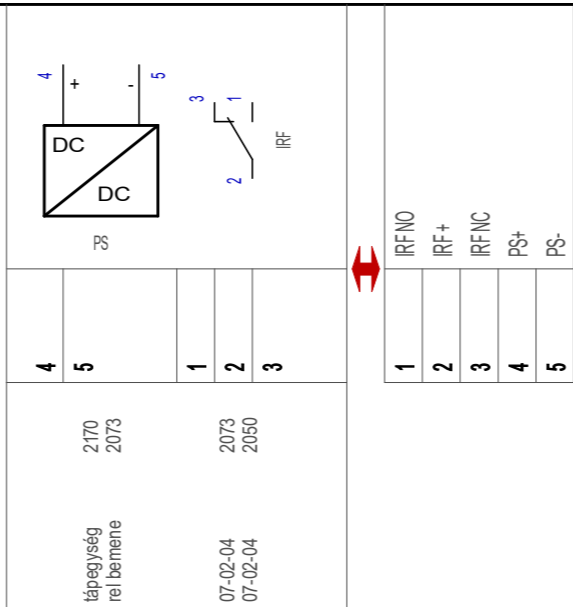 4
+
-
5
DC
DC
PS
3
1
2
IRF
4
5
1
2
3
2170
2073
2073
2050
tápegység
rel bemene
07-02-04
07-02-04
IRF NO
IRF +
IRF NC
PS+
PS-
1
2
3
4
5